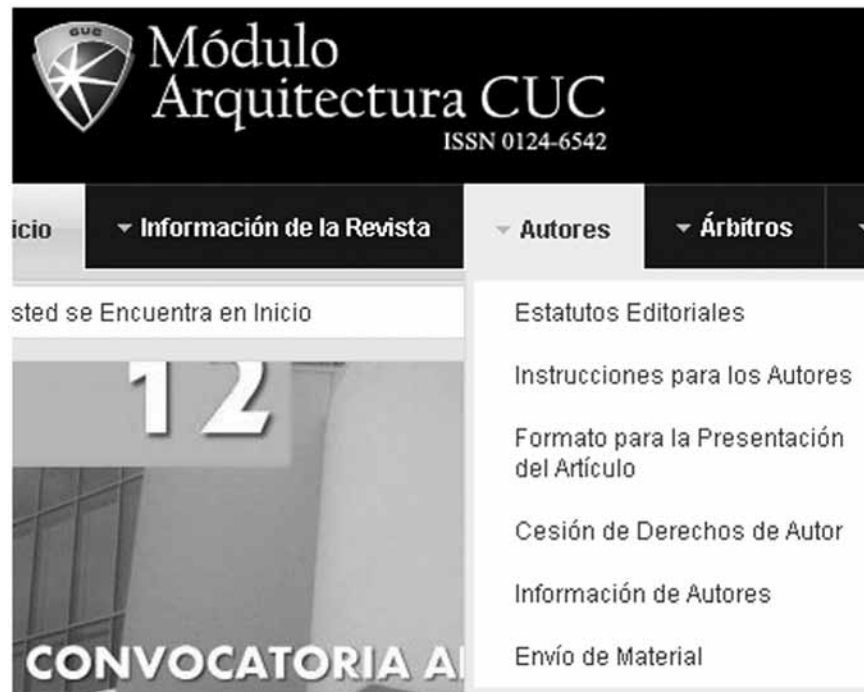 CUC
Módulo
Arquitectura CUC
ISSN 0124-6542
icio
Información de la Revista
Autores
Árbitros
sted se Encuentra en Inicio
12
CONVOCATORIA A
Estatutos Editoriales
Instrucciones para los Autores
Formato para la Presentación
del Artículo
Cesión de Derechos de Autor
Información de Autores
Envío de Material